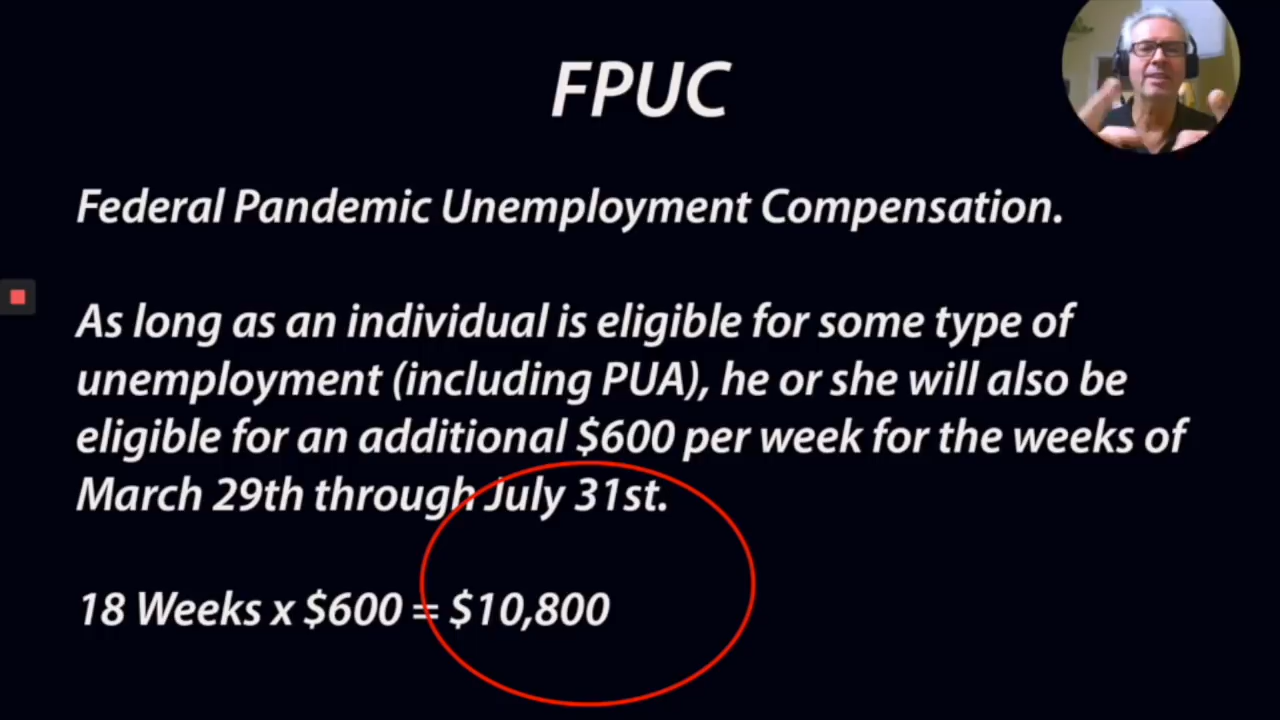 FPUC
Federal Pandemic Unemployment Compensation.
As long as an individual is eligible for some type of
unemployment (including PUA), he or she will also be
eligible for an additional $600 per week for the weeks of
March 29th through July 31st.
18 Weeks x $600 = $10,800